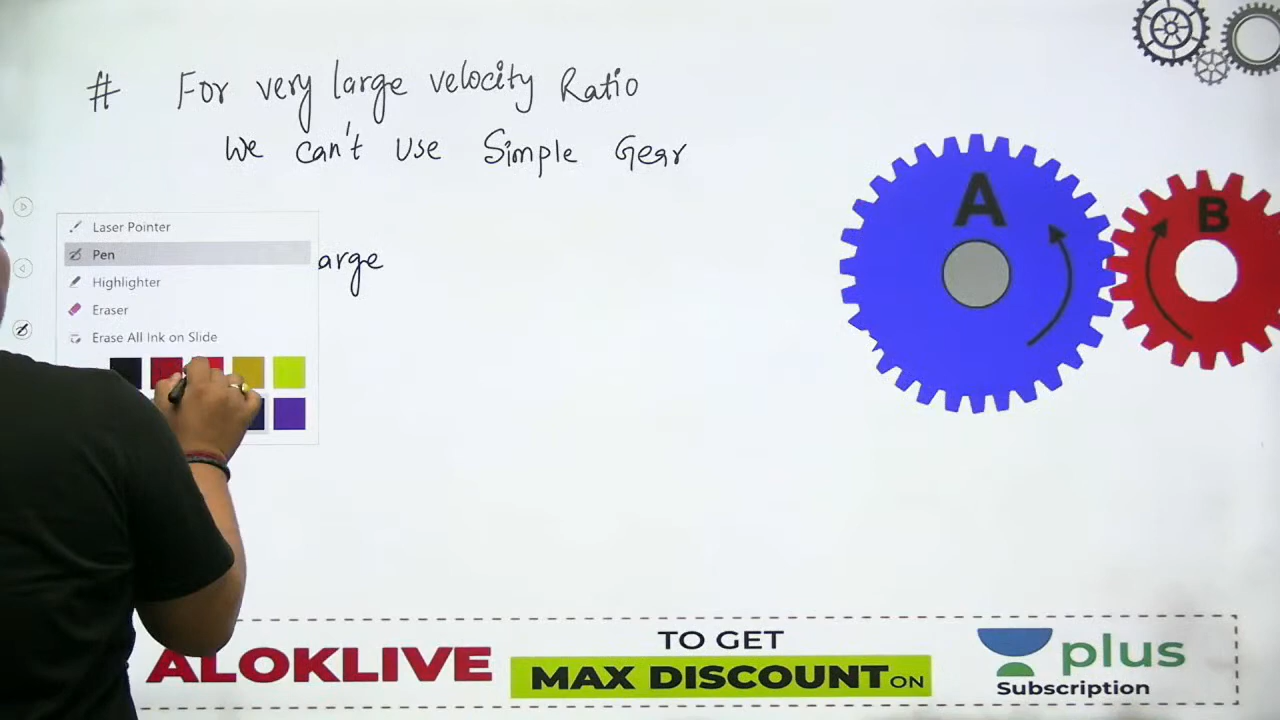 # For very large velocity Ratio
We can't use Simple Gear
Laser Pointer
Pen
arge
Highlighter
Eraser
Erase All Ink on Slide
A
B
ALOKLIVE
TO GET
MAX DISCOUNT ON
plus
Subscription